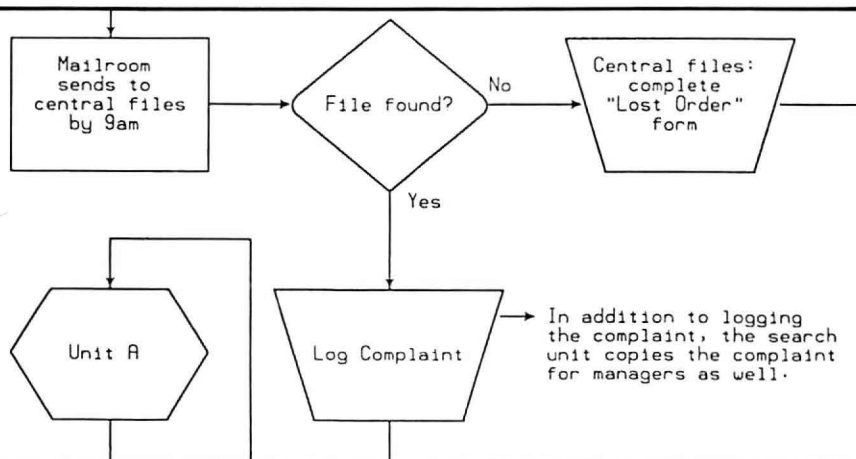 Mailroom
sends to
central files
by 9am
File found?
No
Central files:
complete
"Lost Order"
form
Yes
Unit A
Log Complaint
In addition to logging
the complaint, the search
unit copies the complaint
for managers as well.